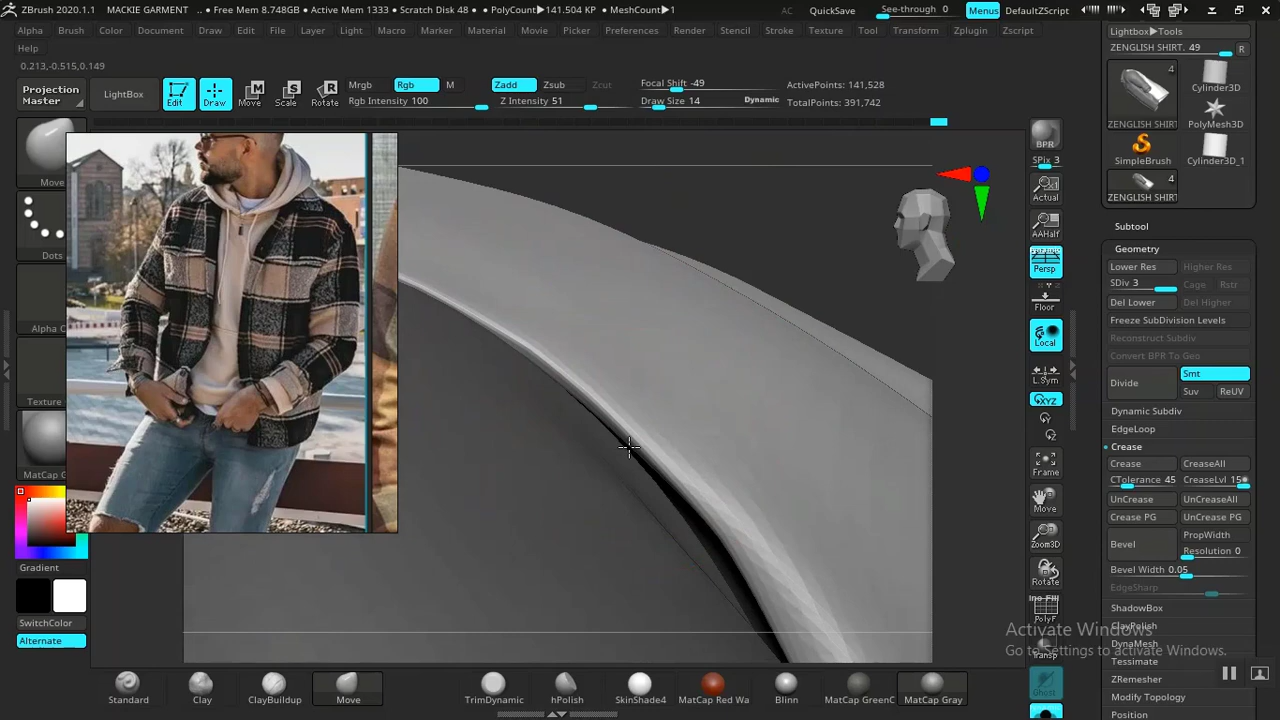 ZBrush 2020.1.1 MACKIE GARMENT .. • Free Mem 8.748GB • Active Mem 1333 • Scratch Disk 48 • PolyCount▶141.504 KP • MeshCount▶1 AC QuickSave See-through 0 Menus DefaultZScript
Alpha Brush Color Document Draw Edit File Layer Light Macro Marker Material Movie Picker Preferences Render Stencil Stroke Texture Tool Transform Zplugin Zscript
Help
0.213,-0.515,0.149
Projection
Master
LightBox
Edit
Draw
Move
Scale
Rotate
Mrgb Rgb M
Rgb Intensity 100
Zadd Zsub Zcut
Z Intensity 51
Focal Shift -49
Draw Size 14
Dynamic
ActivePoints: 141,528
TotalPoints: 391,742
Move
Dots
Alpha O
Texture
MatCap G
Gradient
SwitchColor
Alternate
BPR
SPix 3
Actual
AAHalf
Persp
Floor
Local
L.Sym
XYZ
Frame
Move
Zoom3D
Rotate
PolyF
Transp
Ghost
Lightbox▶Tools
ZENGLISH SHIRT. 49 R
4
ZENGLISH SHIRT
Cylinder3D
PolyMesh3D
SimpleBrush
Cylinder3D_1
4
ZENGLISH SHIRT
Subtool
Geometry
Lower Res Higher Res
SDiv 3 Cage Rstr
Del Lower Del Higher
Freeze SubDivision Levels
Reconstruct Subdiv
Convert BPR To Geo
Divide Smt
Suv ReUV
Dynamic Subdiv
EdgeLoop
Crease
Crease CreaseAll
CTolerance 45 CreaseLvl 15
UnCrease UnCreaseAll
Crease PG UnCrease PG
Bevel PropWidth
Resolution 0
Bevel Width 0.05
EdgeSharp
ShadowBox
ClayPolish
DynaMesh
Tessimate
ZRemesher
Modify Topology
Position
Activate Windows
Go to Settings to activate Windows.
Standard Clay ClayBuildup Move TrimDynamic hPolish SkinShade4 MatCap Red Wa Blinn MatCap GreenC MatCap Gray